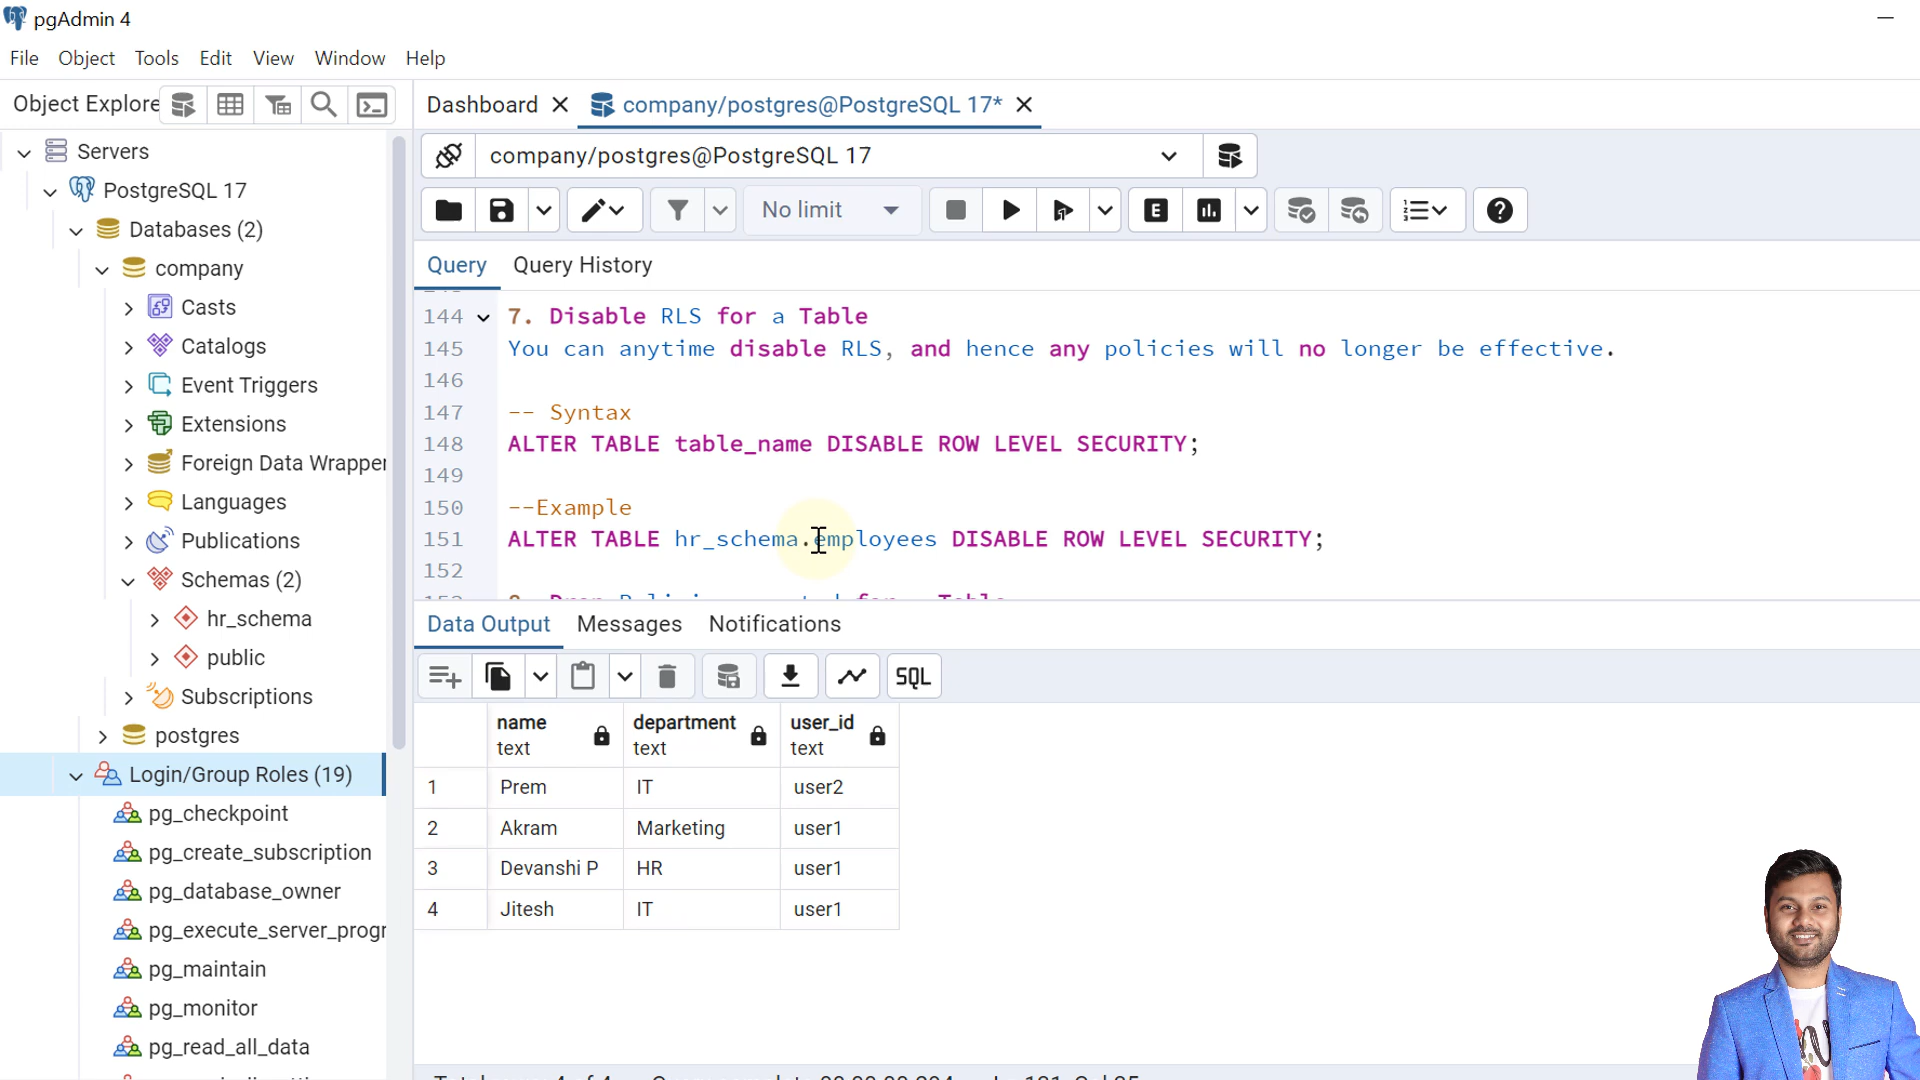 pgAdmin 4
File Object Tools Edit View Window Help
Object Explore
Dashboard
company/postgres@PostgreSQL 17*
Servers
PostgreSQL 17
Databases (2)
company
Casts
Catalogs
Event Triggers
Extensions
Foreign Data Wrapper
Languages
Publications
Schemas (2)
hr_schema
public
Subscriptions
postgres
Login/Group Roles (19)
pg_checkpoint
pg_create_subscription
pg_database_owner
pg_execute_server_progr
pg_maintain
pg_monitor
pg_read_all_data
company/postgres@PostgreSQL 17
No limit
E
Query Query History
144 7. Disable RLS for a Table
145 You can anytime disable RLS, and hence any policies will no longer be effective.
146
147 -- Syntax
148 ALTER TABLE table_name DISABLE ROW LEVEL SECURITY;
149
150 --Example
151 ALTER TABLE hr_schema.employees DISABLE ROW LEVEL SECURITY;
152
Data Output Messages Notifications
SQL
name text department text user_id text
1 Prem IT user2
2 Akram Marketing user1
3 Devanshi P HR user1
4 Jitesh IT user1